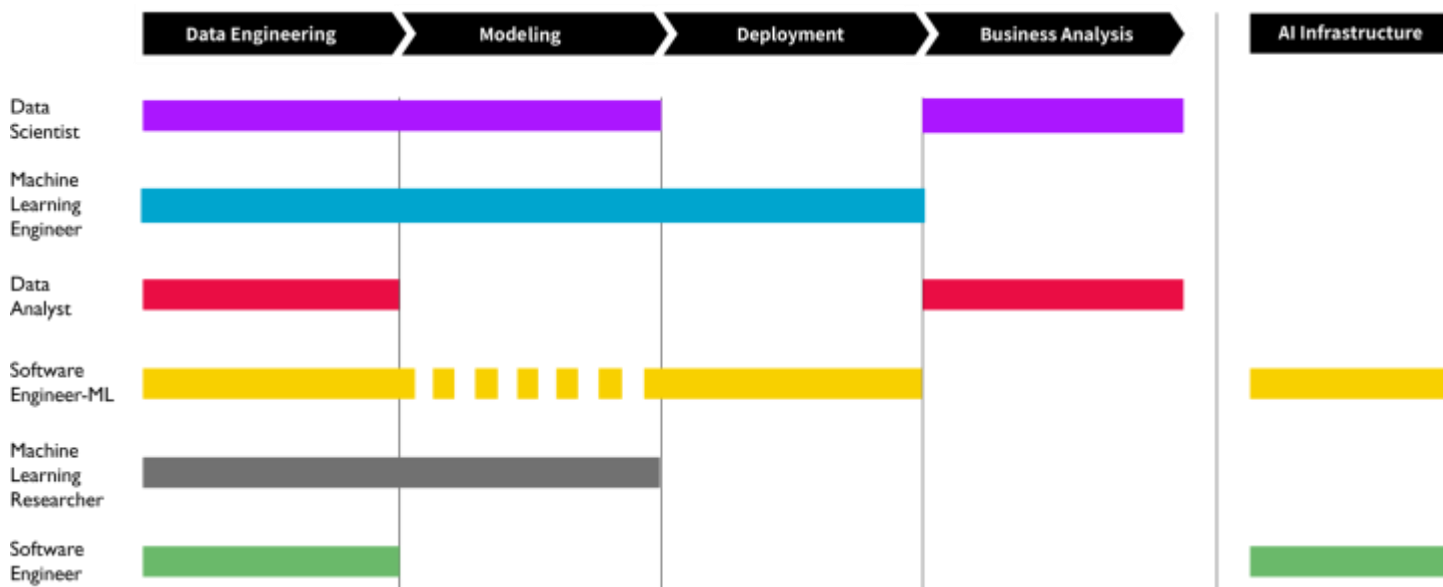 Data Engineering
Modeling
Deployment
Business Analysis
AI Infrastructure
Data
Scientist
Machine
Learning
Engineer
Data
Analyst
Software
Engineer-ML
Machine
Learning
Researcher
Software
Engineer